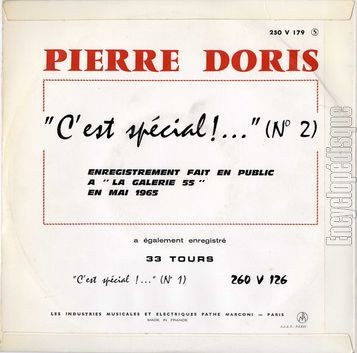 250 V 179 S
PIERRE DORIS
"C'est spécial!..." (N° 2)
ENREGISTREMENT FAIT EN PUBLIC
A "LA GALERIE 55"
EN MAI 1965
a également enregistré
33 TOURS
"C'est spécial!..." (N° 1) 260 V 126
LES INDUSTRIES MUSICALES ET ELECTRIQUES PATHE MARCONI — PARIS
MADE IN FRANCE
Encyclopédisque